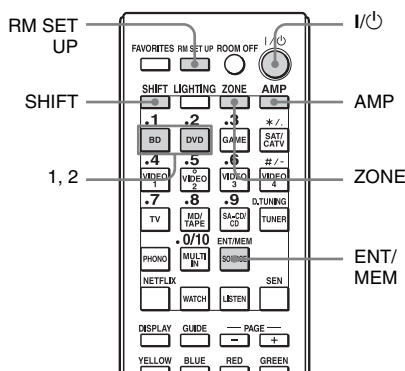 RM SET UP
I/⏻
FAVORITES RM SET UP ROOM OFF I/⏻
SHIFT
SHIFT LIGHTING ZONE AMP
AMP
.1 .2 .3 */.
BD DVD GAME SAT/CATV
1, 2
.4 .5 .6 #/-
VIDEO 1 VIDEO 2 VIDEO 3 VIDEO 4
ZONE
.7 .8 .9 D.TUNING
TV MD/TAPE SA-CD/CD TUNER
.0/10 ENT/MEM
PHONO MULTI IN SOURCE
ENT/MEM
NETFLIX SEN
WATCH LISTEN
DISPLAY GUIDE PAGE
− +
YELLOW BLUE RED GREEN